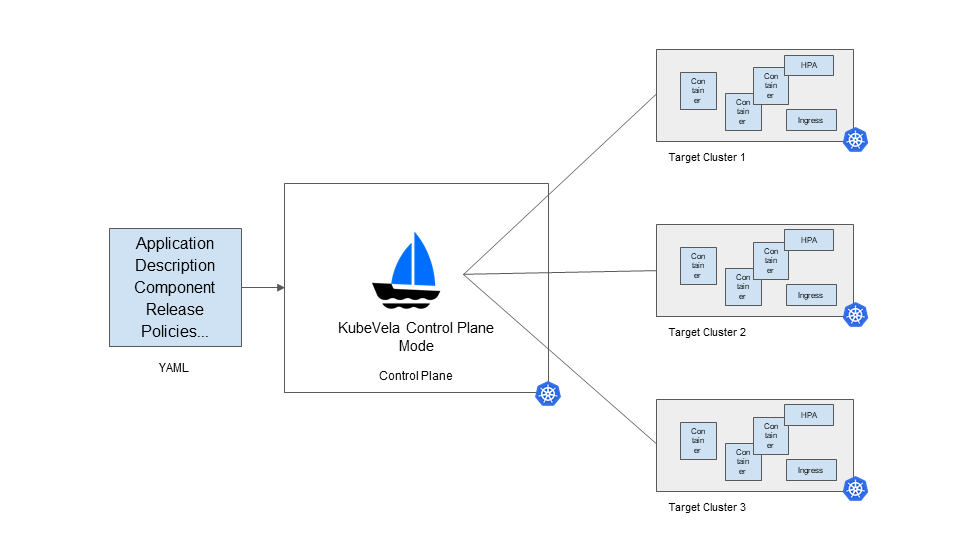 Application
Description
Component
Release
Policies...
YAML
KubeVela Control Plane
Mode
Control Plane
Con
tain
er
Con
tain
er
Con
tain
er
HPA
Ingress
Target Cluster 1
Con
tain
er
Con
tain
er
Con
tain
er
HPA
Ingress
Target Cluster 2
Con
tain
er
Con
tain
er
Con
tain
er
HPA
Ingress
Target Cluster 3